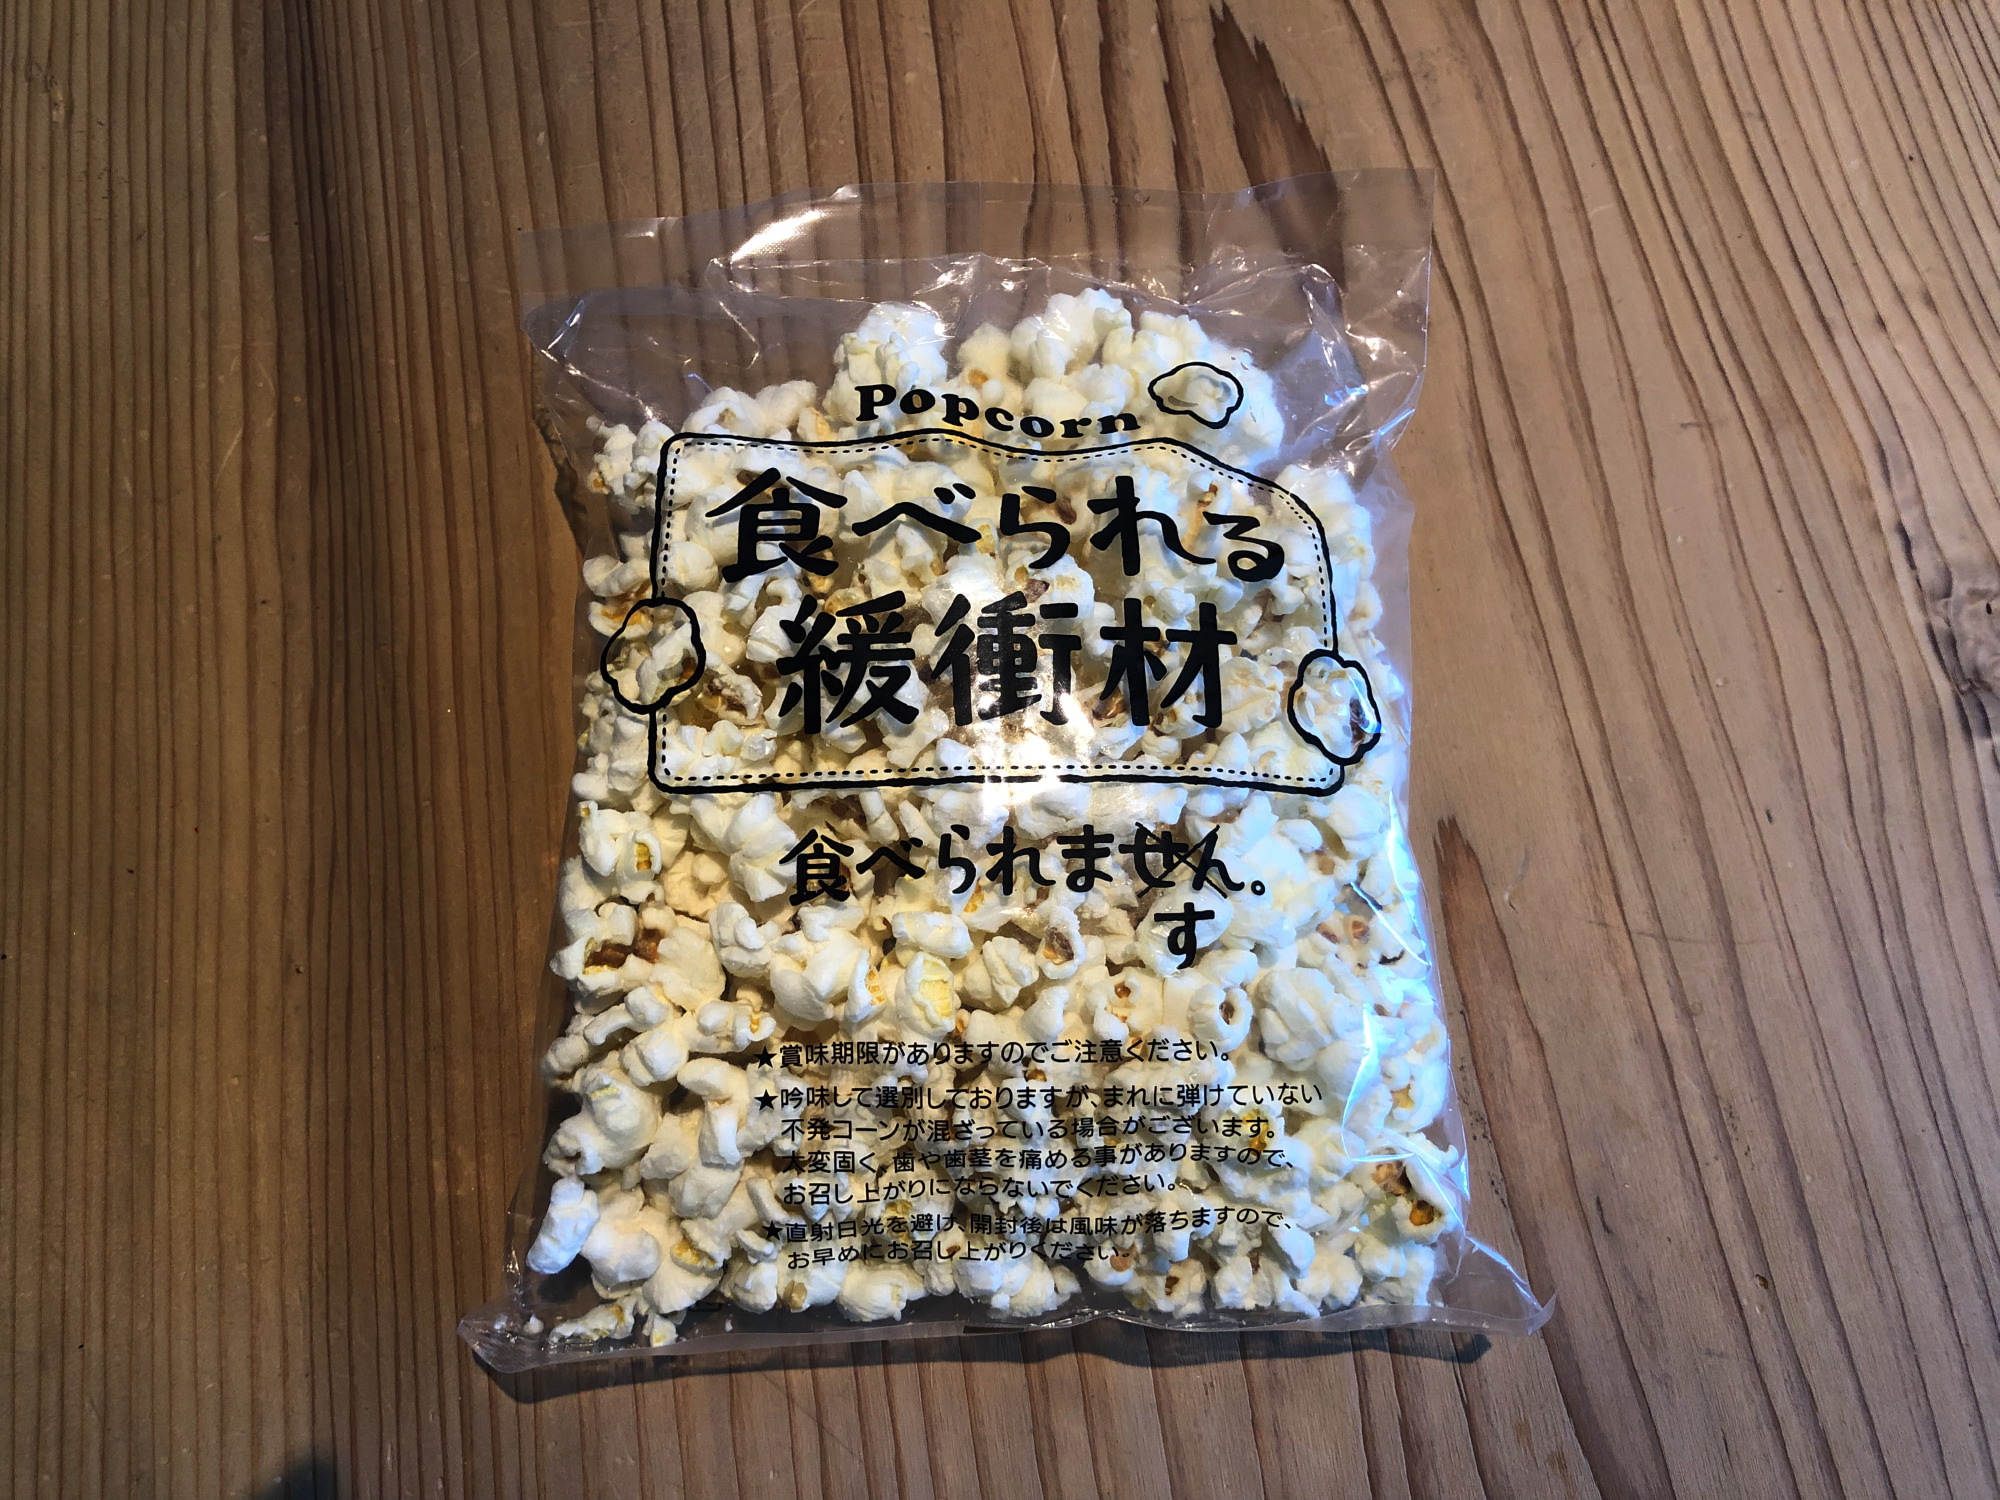 Popcorn
食べられる
緩衝材
食べられません。
す
★賞味期限がありますのでご注意ください。
★吟味して選別しておりますが、まれに弾けていない
不発コーンが混ざっている場合がございます。
大変固く、歯や歯茎を痛める事がありますので、
お召し上がりにならないでください。
★直射日光を避け、開封後は風味が落ちますので、
お早めにお召し上がりください。